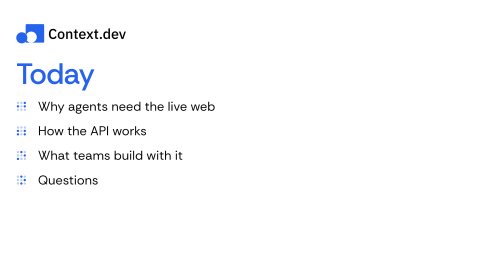 Context.dev
Today
Why agents need the live web
How the API works
What teams build with it
Questions